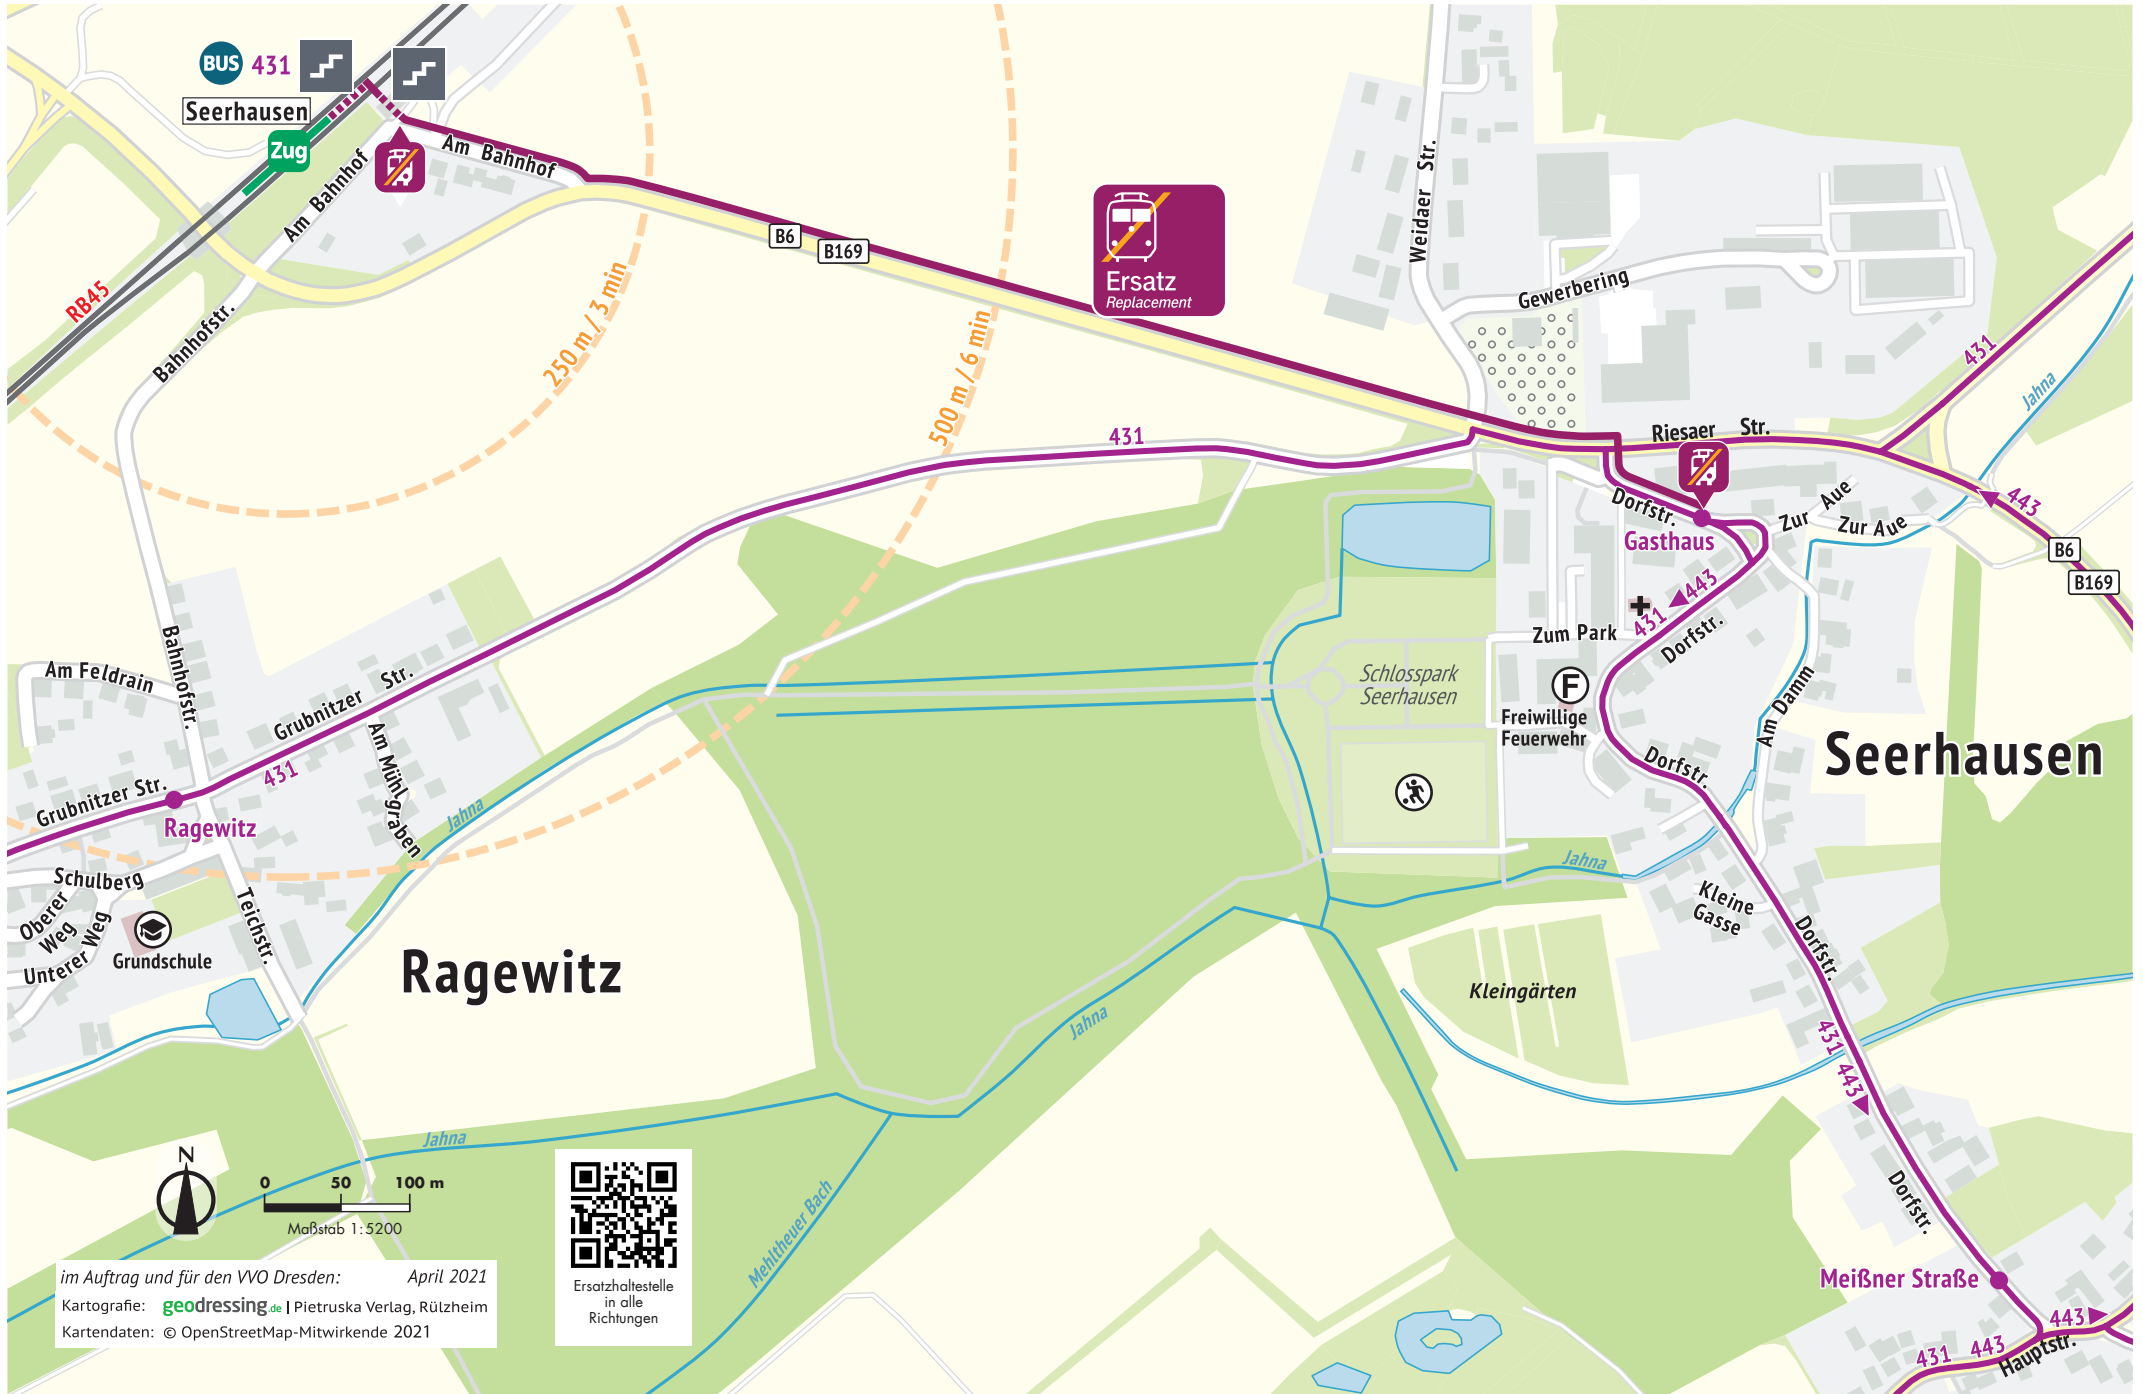 BUS 431
Seerhausen
Zug
Am Bahnhof
Am Bahnhof
B6
B169
RB45
Bahnhofstr.
250 m / 3 min
500 m / 6 min
Ersatz
Replacement
Weidaer Str.
Gewerbering
431
Jahna
431
Riesaer Str.
Dorfstr.
Gasthaus
Zur Aue
Zur Aue
443
B6
B169
443
431
Dorfstr.
Zum Park
Schlosspark
Seerhausen
F
Freiwillige
Feuerwehr
Am Damm
Seerhausen
Dorfstr.
Bahnhofstr.
Am Feldrain
Grubnitzer Str.
431
Am Mühlgraben
Grubnitzer Str.
Ragewitz
Jahna
Schulberg
Oberer
Weg
Unterer Weg
Grundschule
Teichstr.
Ragewitz
Jahna
Kleine
Gasse
Dorfstr.
Kleingärten
Jahna
431
443
Jahna
Mehltheuer Bach
Dorfstr.
Meißner Straße
443
431 443
Hauptstr.
N
0 50 100 m
Maßstab 1:5200
Ersatzhaltestelle
in alle
Richtungen
im Auftrag und für den VVO Dresden: April 2021
Kartografie: geodressing.de | Pietruska Verlag, Rülzheim
Kartendaten: © OpenStreetMap-Mitwirkende 2021